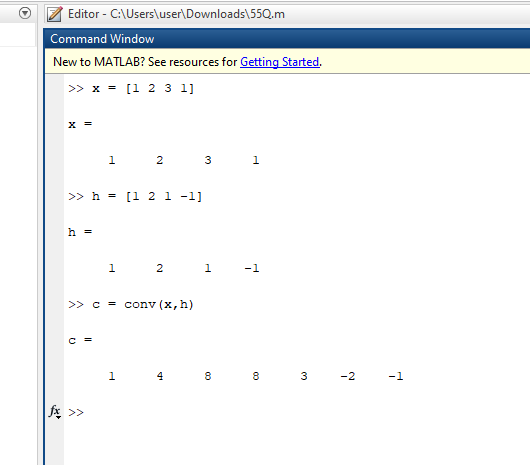 Editor - C:\Users\user\Downloads\55Q.m
Command Window
New to MATLAB? See resources for Getting Started.
>> x = [1 2 3 1]
x =
1 2 3 1
>> h = [1 2 1 -1]
h =
1 2 1 -1
>> c = conv(x,h)
c =
1 4 8 8 3 -2 -1
fx >>